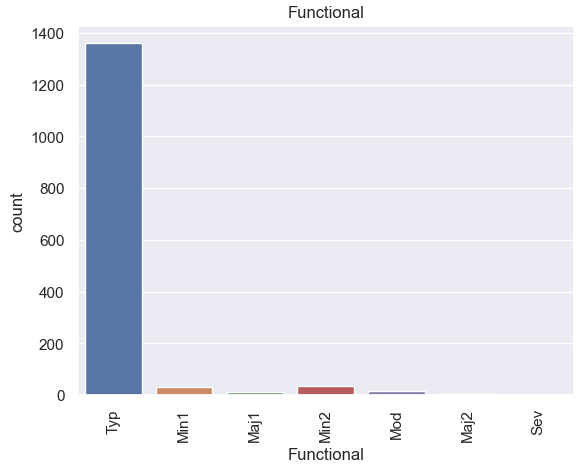 Functional
1400
1200
1000
800
600
400
200
0
count
Typ
Min1
Maj1
Min2
Mod
Maj2
Sev
Functional